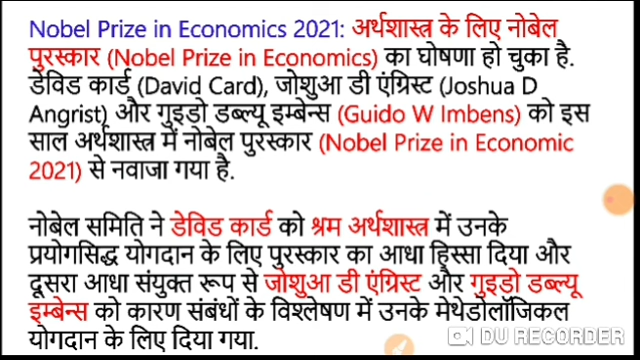 Nobel Prize in Economics 2021: अर्थशास्त्र के लिए नोबेल
पुरस्कार (Nobel Prize in Economics) का घोषणा हो चुका है.
डेविड कार्ड (David Card), जोशुआ डी एंग्रिस्ट (Joshua D
Angrist) और गुइडो डब्ल्यू इम्बेन्स (Guido W Imbens) को इस
साल अर्थशास्त्र में नोबेल पुरस्कार (Nobel Prize in Economic
2021) से नवाजा गया है.
नोबेल समिति ने डेविड कार्ड को श्रम अर्थशास्त्र में उनके
प्रयोगसिद्ध योगदान के लिए पुरस्कार का आधा हिस्सा दिया और
दूसरा आधा संयुक्त रूप से जोशुआ डी एंग्रिस्ट और गुइडो डब्ल्यू
इम्बेन्स को कारण संबंधों के विश्लेषण में उनके मेथेडोलॉजिकल
योगदान के लिए दिया गया.
DU RECORDER